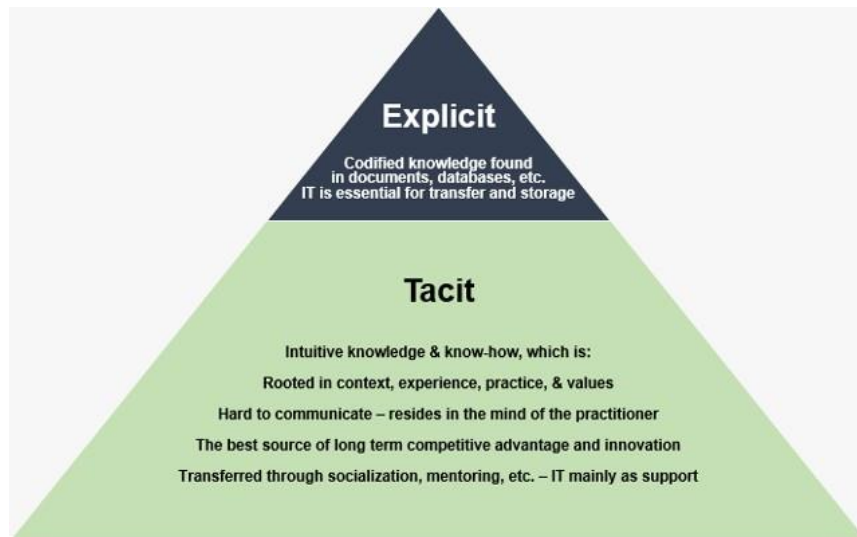 Explicit
Codified knowledge found
in documents, databases, etc.
IT is essential for transfer and storage
Tacit
Intuitive knowledge & know-how, which is:
Rooted in context, experience, practice, & values
Hard to communicate – resides in the mind of the practitioner
The best source of long term competitive advantage and innovation
Transferred through socialization, mentoring, etc. – IT mainly as support